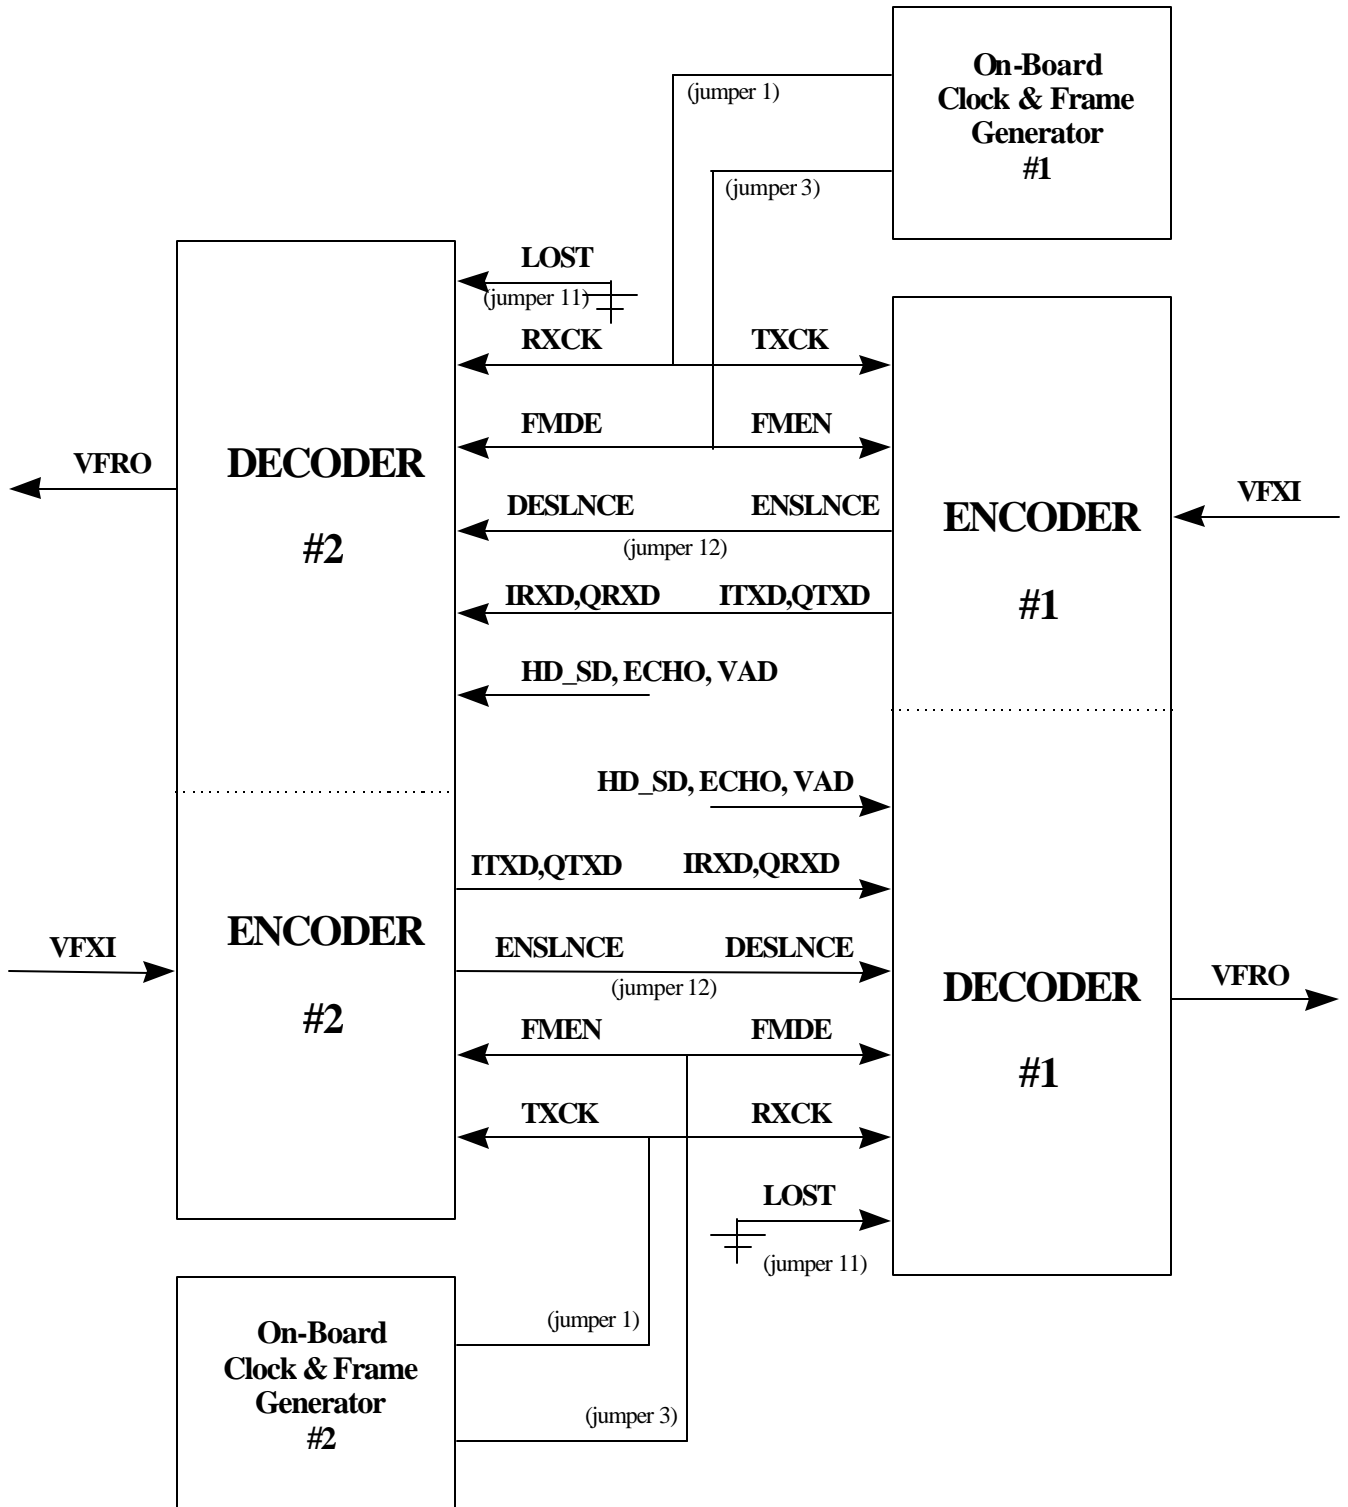 On-Board
Clock & Frame
Generator
#1
(jumper 1)
(jumper 3)
LOST
(jumper 11)
RXCK
TXCK
FMDE
FMEN
VFRO
DECODER
#2
DESLNCE
ENSLNCE
(jumper 12)
VFXI
ENCODER
#1
IRXD,QRXD
ITXD,QTXD
HD_SD, ECHO, VAD
HD_SD, ECHO, VAD
ITXD,QTXD
IRXD,QRXD
VFXI
ENCODER
#2
ENSLNCE
DESLNCE
(jumper 12)
DECODER
#1
VFRO
FMEN
FMDE
TXCK
RXCK
LOST
(jumper 11)
(jumper 1)
(jumper 3)
On-Board
Clock & Frame
Generator
#2